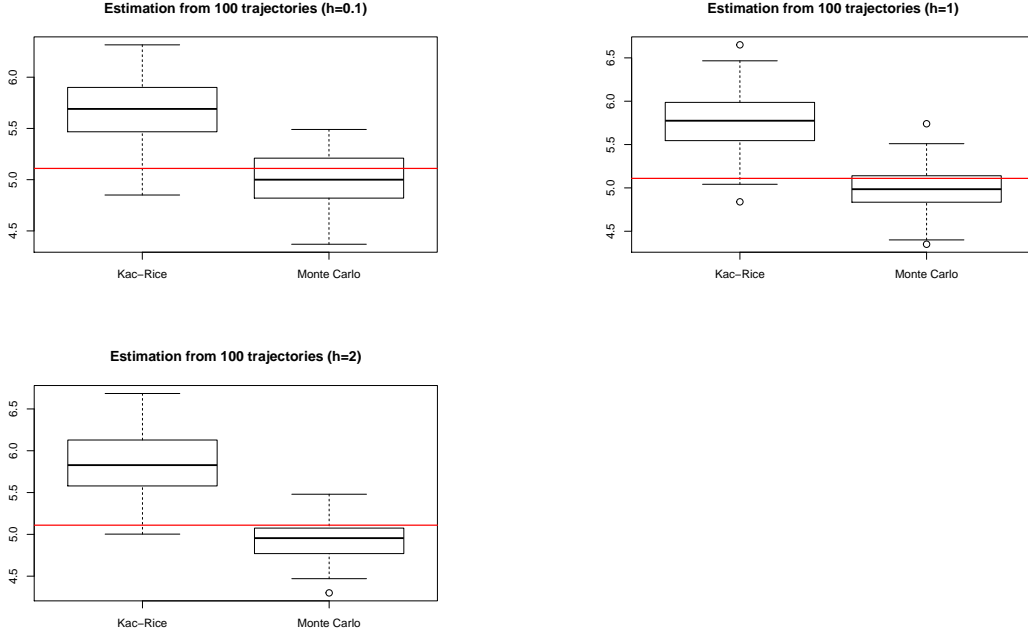 Estimation from 100 trajectories (h=0.1)
6.0
5.5
5.0
4.5
Kac−Rice Monte Carlo
Estimation from 100 trajectories (h=1)
6.5
6.0
5.5
5.0
4.5
Kac−Rice Monte Carlo
Estimation from 100 trajectories (h=2)
6.5
6.0
5.5
5.0
4.5
Kac−Rice Monte Carlo